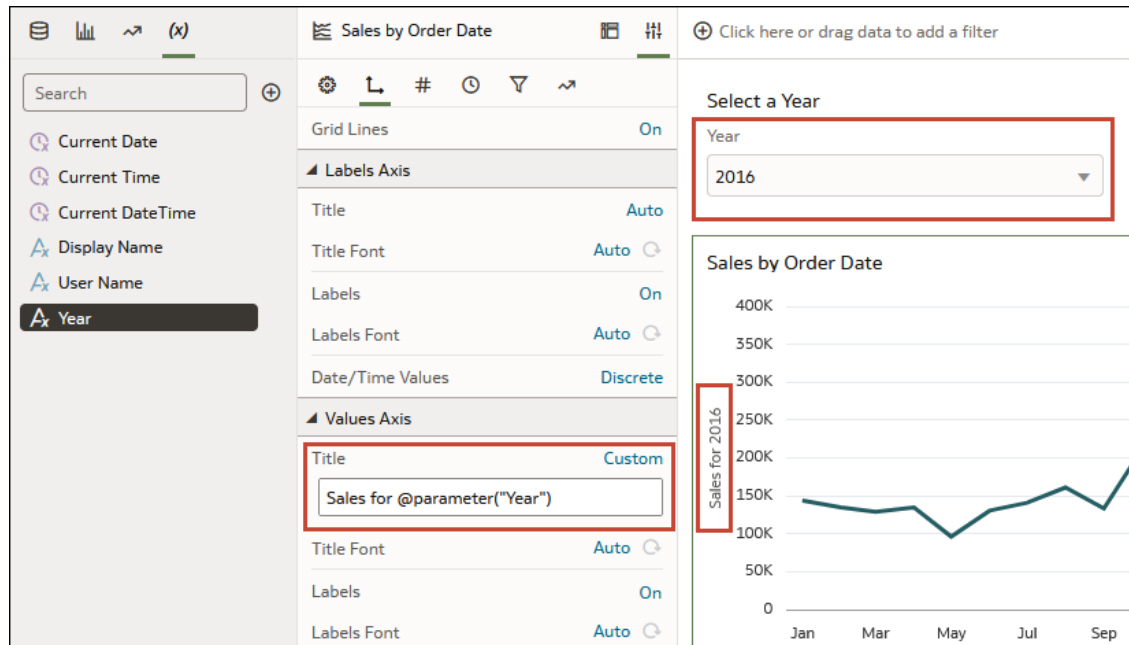 (x)
Search
Current Date
Current Time
Current DateTime
Display Name
User Name
Year
Sales by Order Date
#
Grid Lines On
Labels Axis
Title Auto
Title Font Auto
Labels On
Labels Font Auto
Date/Time Values Discrete
Values Axis
Title Custom
Sales for @parameter("Year")
Title Font Auto
Labels On
Labels Font Auto
Click here or drag data to add a filter
Select a Year
Year
2016
Sales by Order Date
Sales for 2016
400K
350K
300K
250K
200K
150K
100K
50K
0
Jan Mar May Jul Sep